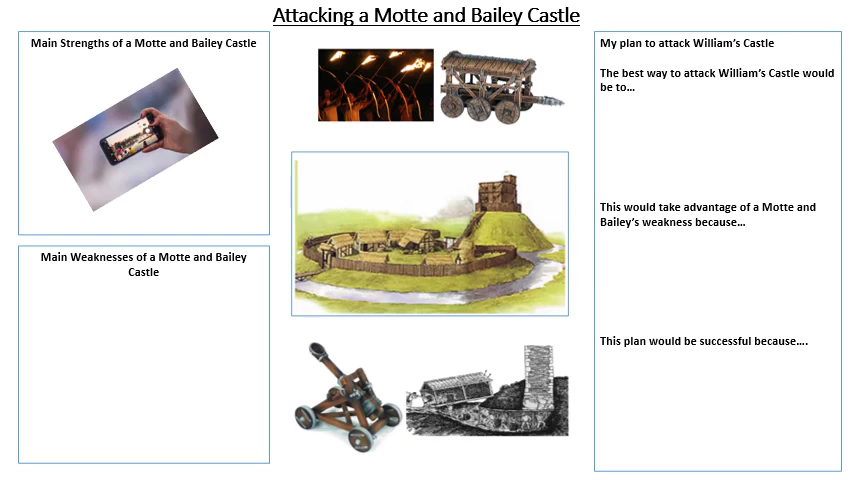 Attacking a Motte and Bailey Castle
Main Strengths of a Motte and Bailey Castle
Main Weaknesses of a Motte and Bailey
Castle
My plan to attack William's Castle
The best way to attack William's Castle would
be to…
This would take advantage of a Motte and
Bailey's weakness because…
This plan would be successful because….